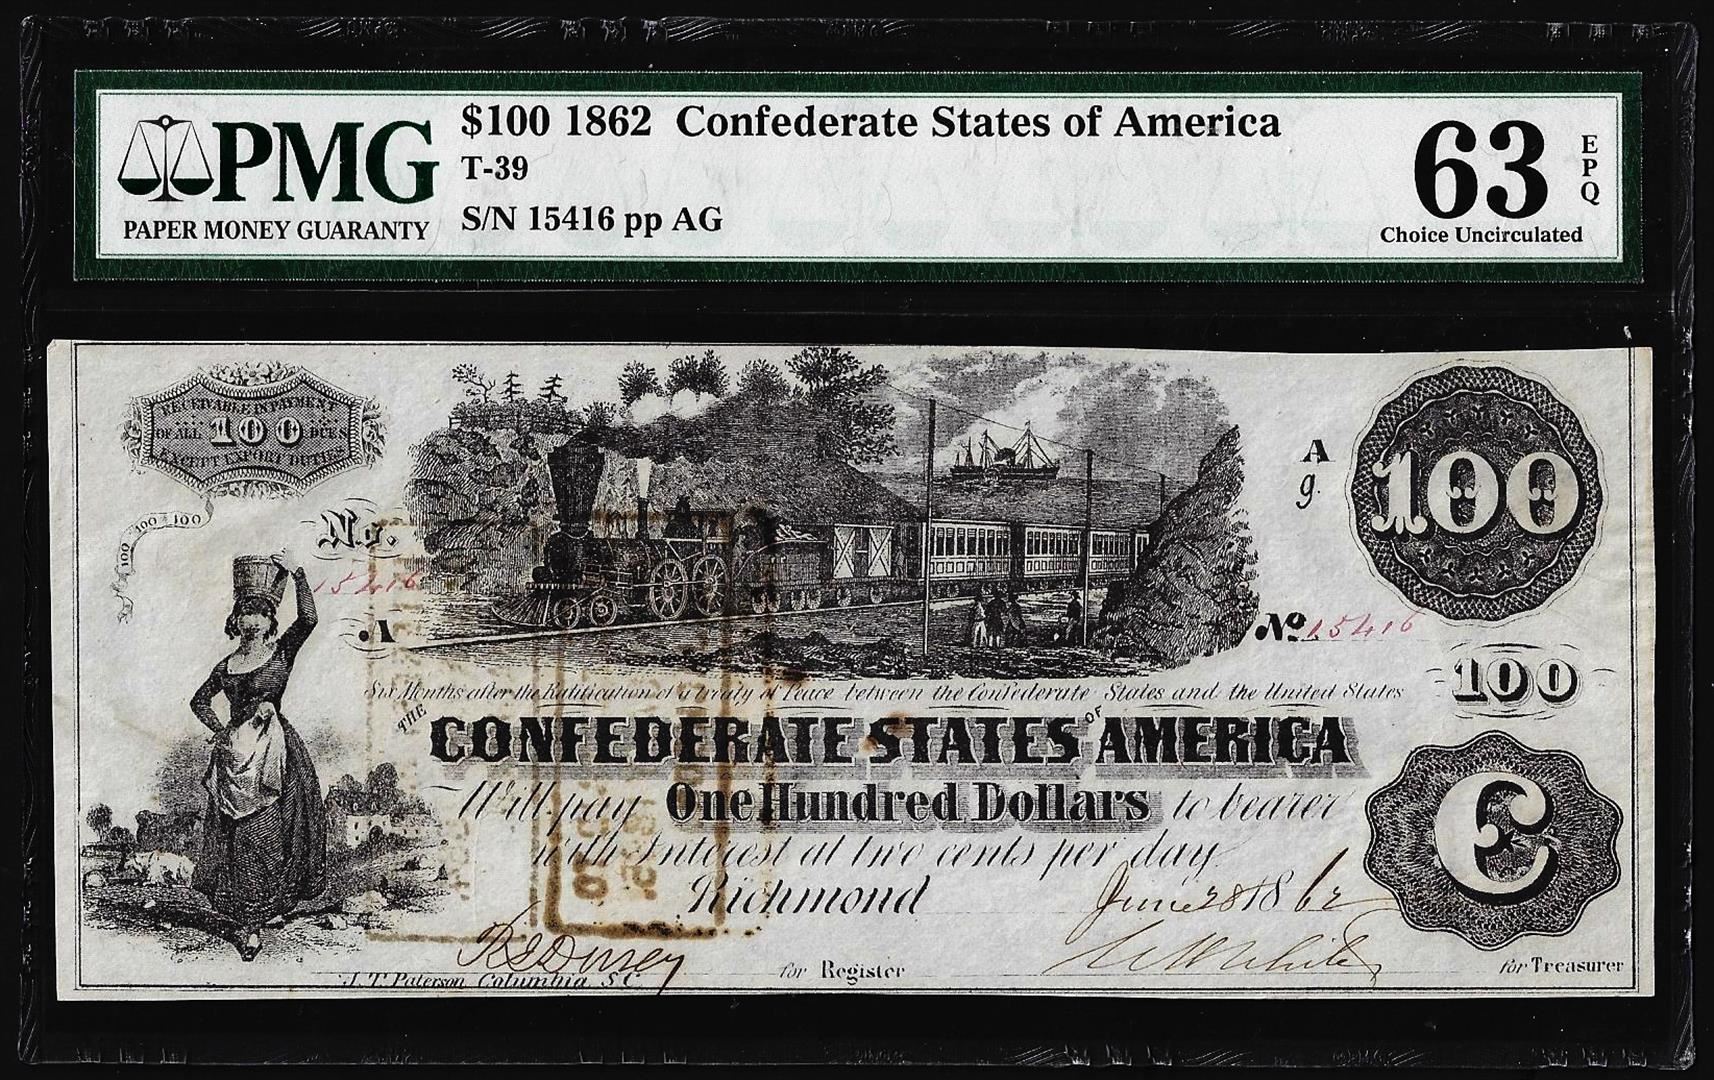 PMG
PAPER MONEY GUARANTY
$100 1862 Confederate States of America
T-39
S/N 15416 pp AG
63
EPQ
Choice Uncirculated
RECEIVABLE IN PAYMENT
OF ALL 100 DUES
EXCEPT EXPORT DUTIES
100 100
100
No.
15416
A
A
g.
100
No 15416
100
Six Months after the Ratification of a treaty of Peace between the Confederate States and the United States
THE CONFEDERATE STATES OF AMERICA
Will pay One Hundred Dollars to bearer
with Interest at two cents per day
Richmond June 28 1862
C
for Register
for Treasurer
J. T. Paterson Columbia, S.C.